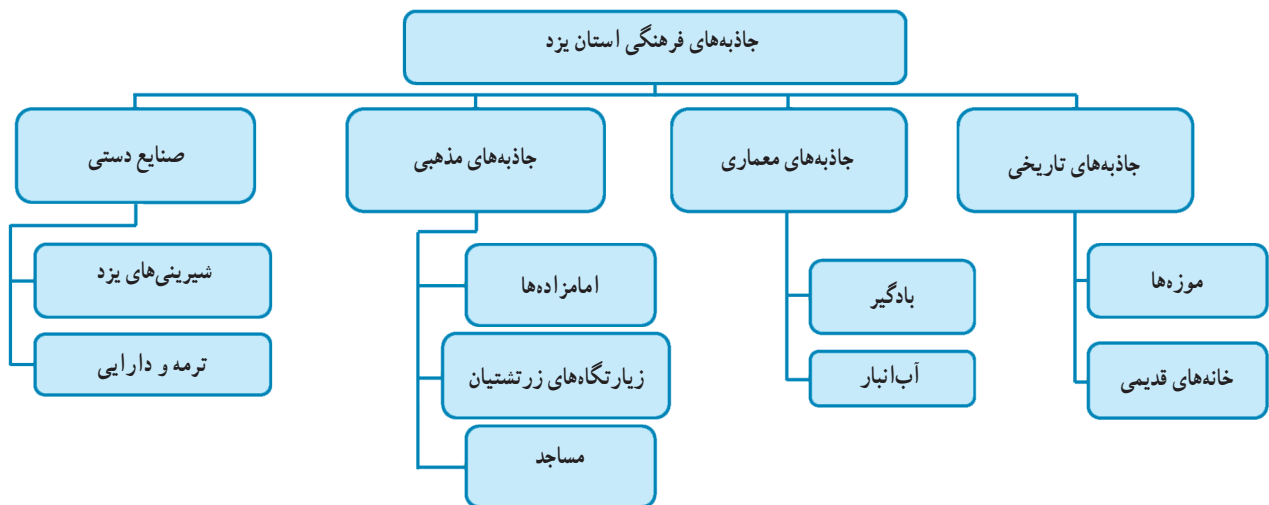 جاذبه‌های فرهنگی استان یزد
جاذبه‌های تاریخی
موزه‌ها
خانه‌های قدیمی
جاذبه‌های معماری
بادگیر
آب‌انبار
جاذبه‌های مذهبی
امامزاده‌ها
زیارتگاه‌های زرتشتیان
مساجد
صنایع دستی
شیرینی‌های یزد
ترمه و دارایی